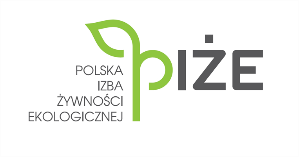 POLSKA
IZBA
ŻYWNOŚCI
EKOLOGICZNEJ
PIŻE